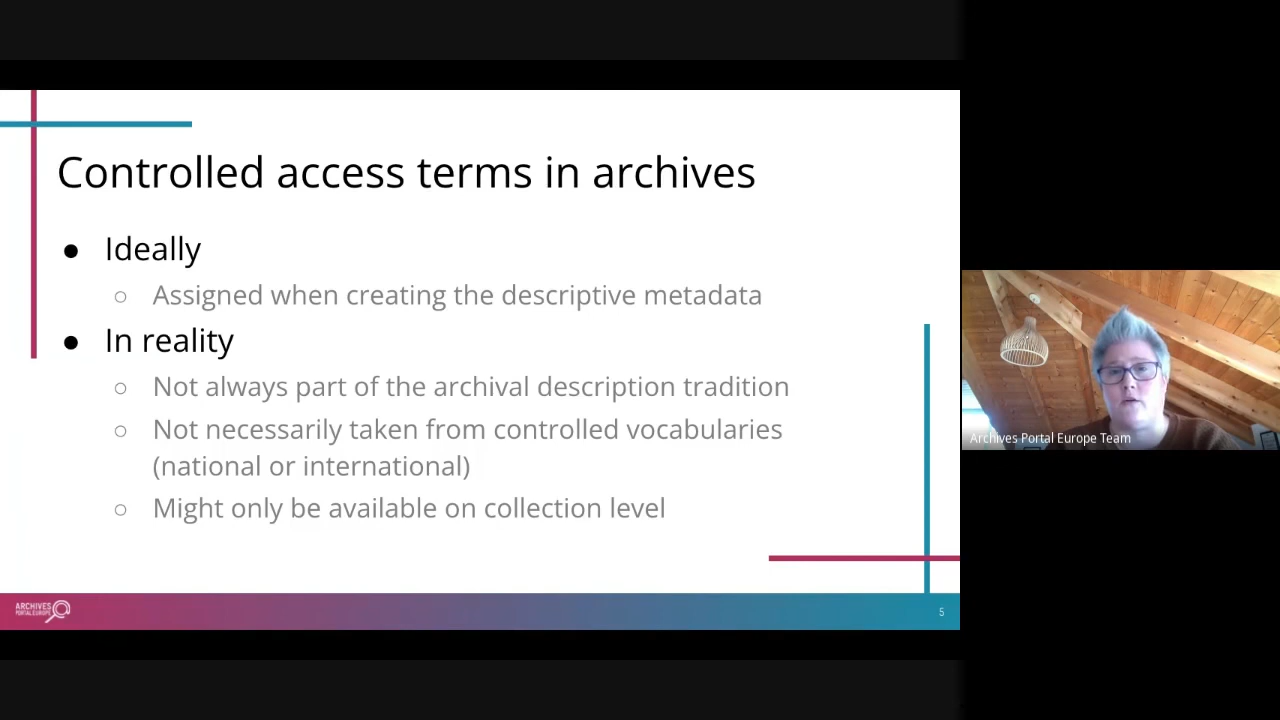 Controlled access terms in archives
● Ideally
○ Assigned when creating the descriptive metadata
● In reality
○ Not always part of the archival description tradition
○ Not necessarily taken from controlled vocabularies
(national or international)
○ Might only be available on collection level
ARCHIVES
PORTAL EUROPE
5
Archives Portal Europe Team